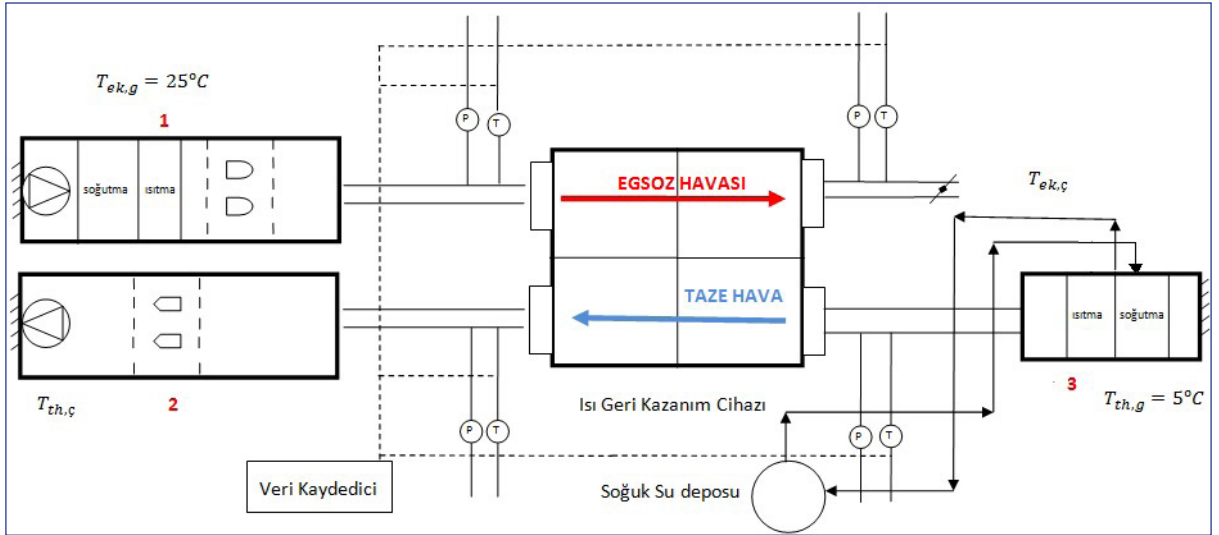 T_{ek,g} = 25°C
1
soğutma
ısıtma
P
T
P
T
EGSOZ HAVASI
TAZE HAVA
T_{ek,ç}
ısıtma
soğutma
3
T_{th,g} = 5°C
T_{th,ç}
2
Isı Geri Kazanım Cihazı
P
T
P
T
Veri Kaydedici
Soğuk Su deposu